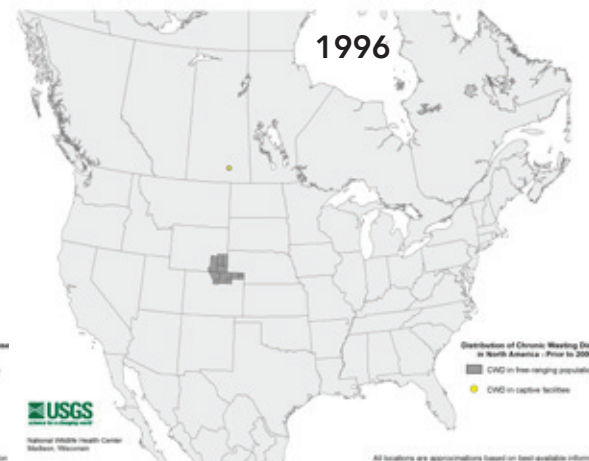 1996
Distribution of Chronic Wasting Dis
in North America - Prior to 200
CWD in free-ranging populatio
CWD in captive facilities
USGS
science for a changing world
National Wildlife Health Center
Madison, Wisconsin
All locations are approximations based on best-available inform